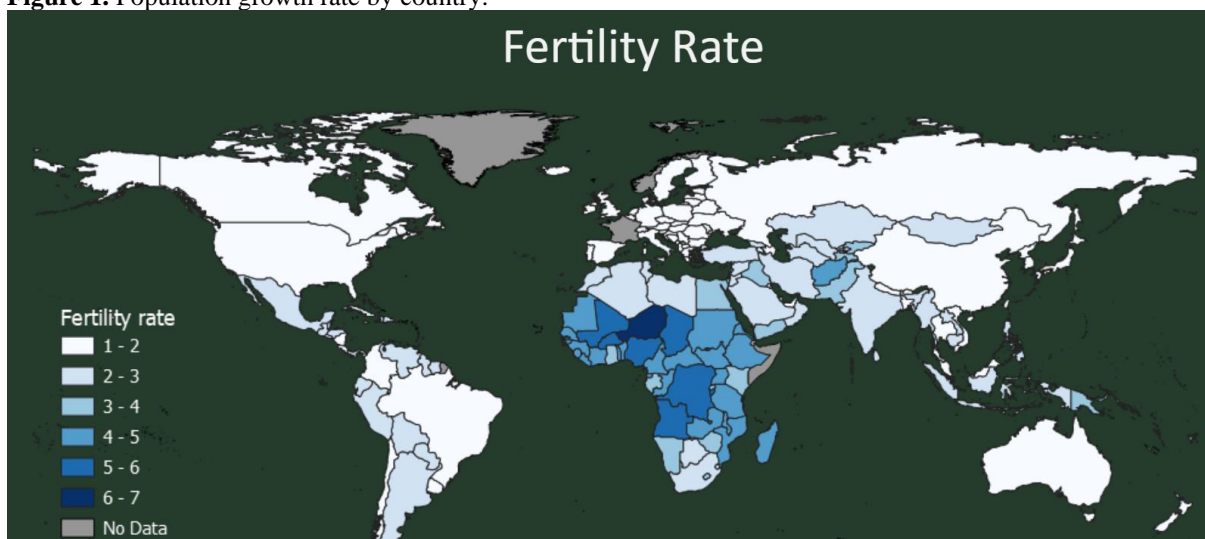 Figure 1. Population growth rate by country.
Fertility Rate
Fertility rate
1 - 2
2 - 3
3 - 4
4 - 5
5 - 6
6 - 7
No Data